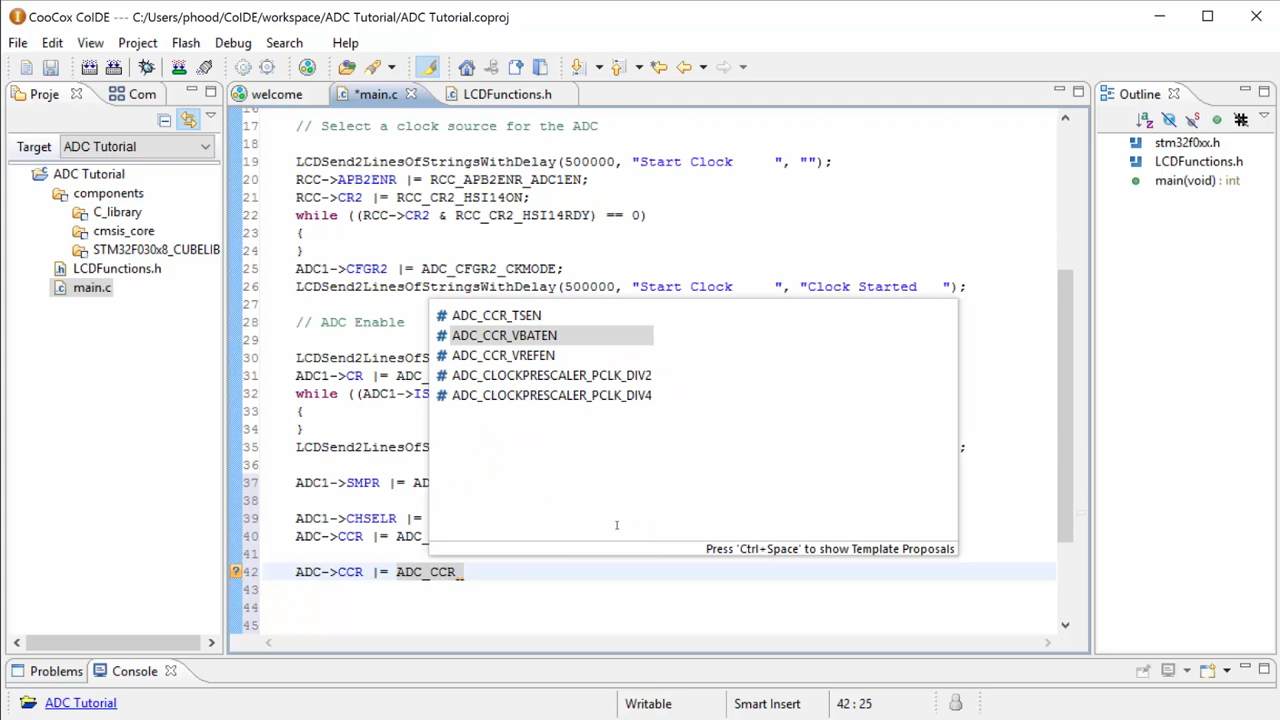 CooCox CoIDE --- C:/Users/phood/CoIDE/workspace/ADC Tutorial/ADC Tutorial.coproj
File Edit View Project Flash Debug Search Help
Proje Com
Target ADC Tutorial
ADC Tutorial
components
C_library
cmsis_core
STM32F030x8_CUBELIB
LCDFunctions.h
main.c
welcome *main.c LCDFunctions.h
16
17 // Select a clock source for the ADC
18
19 LCDSend2LinesOfStringsWithDelay(500000, "Start Clock     ", "");
20 RCC->APB2ENR |= RCC_APB2ENR_ADC1EN;
21 RCC->CR2 |= RCC_CR2_HSI14ON;
22 while ((RCC->CR2 & RCC_CR2_HSI14RDY) == 0)
23 {
24 }
25 ADC1->CFGR2 |= ADC_CFGR2_CKMODE;
26 LCDSend2LinesOfStringsWithDelay(500000, "Start Clock     ", "Clock Started   ");
27
28 // ADC Enable
29
30 LCDSend2LinesOfS
31 ADC1->CR |= ADC_
32 while ((ADC1->IS
33 {
34 }
35 LCDSend2LinesOfS ;
36
37 ADC1->SMPR |= AD
38
39 ADC1->CHSELR |=
40 ADC->CCR |= ADC_
41
42 ADC->CCR |= ADC_CCR_
43
44
45
ADC_CCR_TSEN
ADC_CCR_VBATEN
ADC_CCR_VREFEN
ADC_CLOCKPRESCALER_PCLK_DIV2
ADC_CLOCKPRESCALER_PCLK_DIV4
Press 'Ctrl+Space' to show Template Proposals
Outline
stm32f0xx.h
LCDFunctions.h
main(void) : int
Problems Console
ADC Tutorial Writable Smart Insert 42 : 25